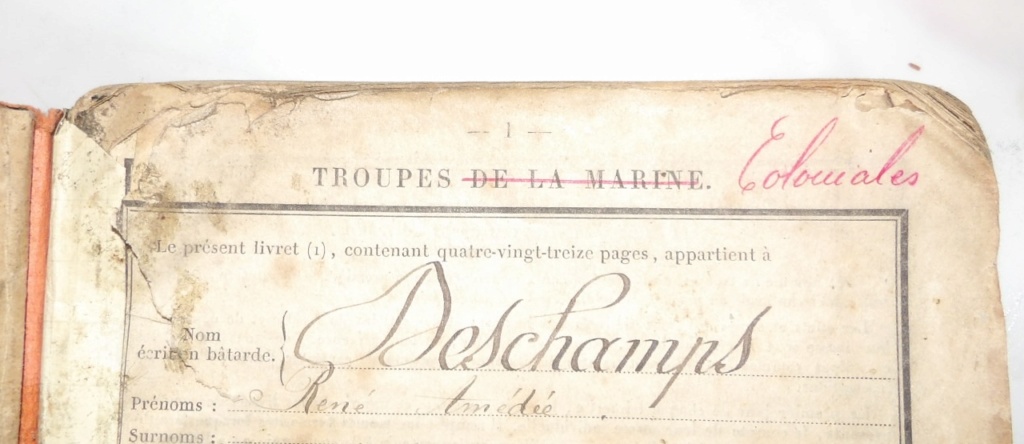 — 1 —
TROUPES DE LA MARINE. Coloniales
Le présent livret (1), contenant quatre-vingt-treize pages, appartient à
Nom
écrit en bâtarde. Deschamps
Prénoms : René Amédée
Surnoms :